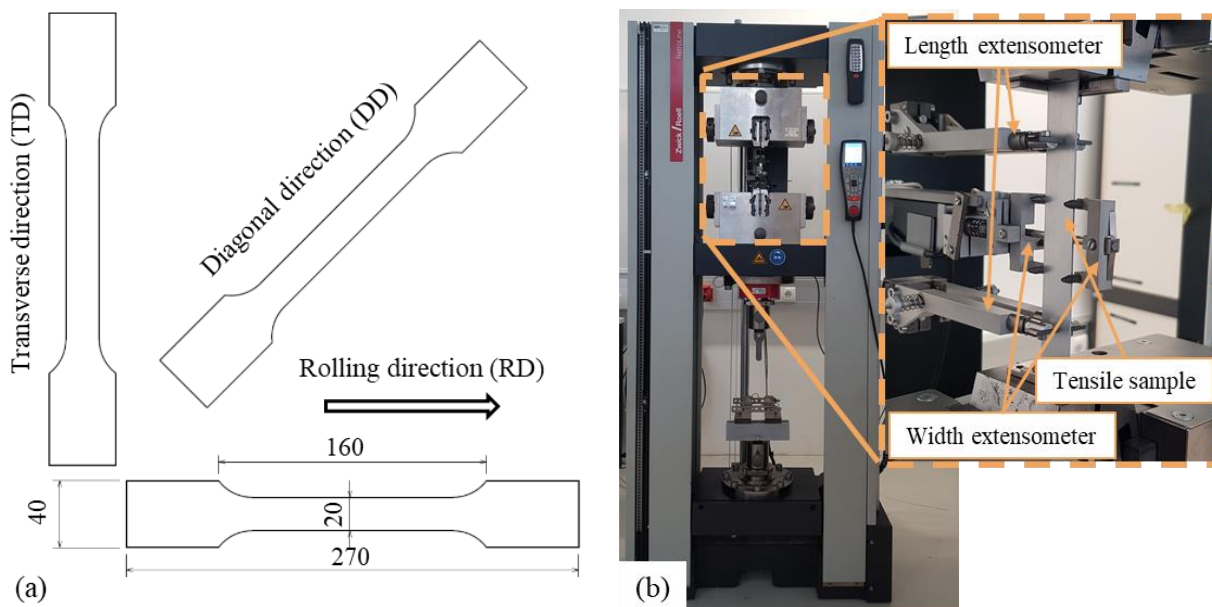 Transverse direction (TD)
Diagonal direction (DD)
Rolling direction (RD)
160
40
20
270
(a)
Zwick / Roell
RetroLine
Length extensometer
Tensile sample
Width extensometer
(b)